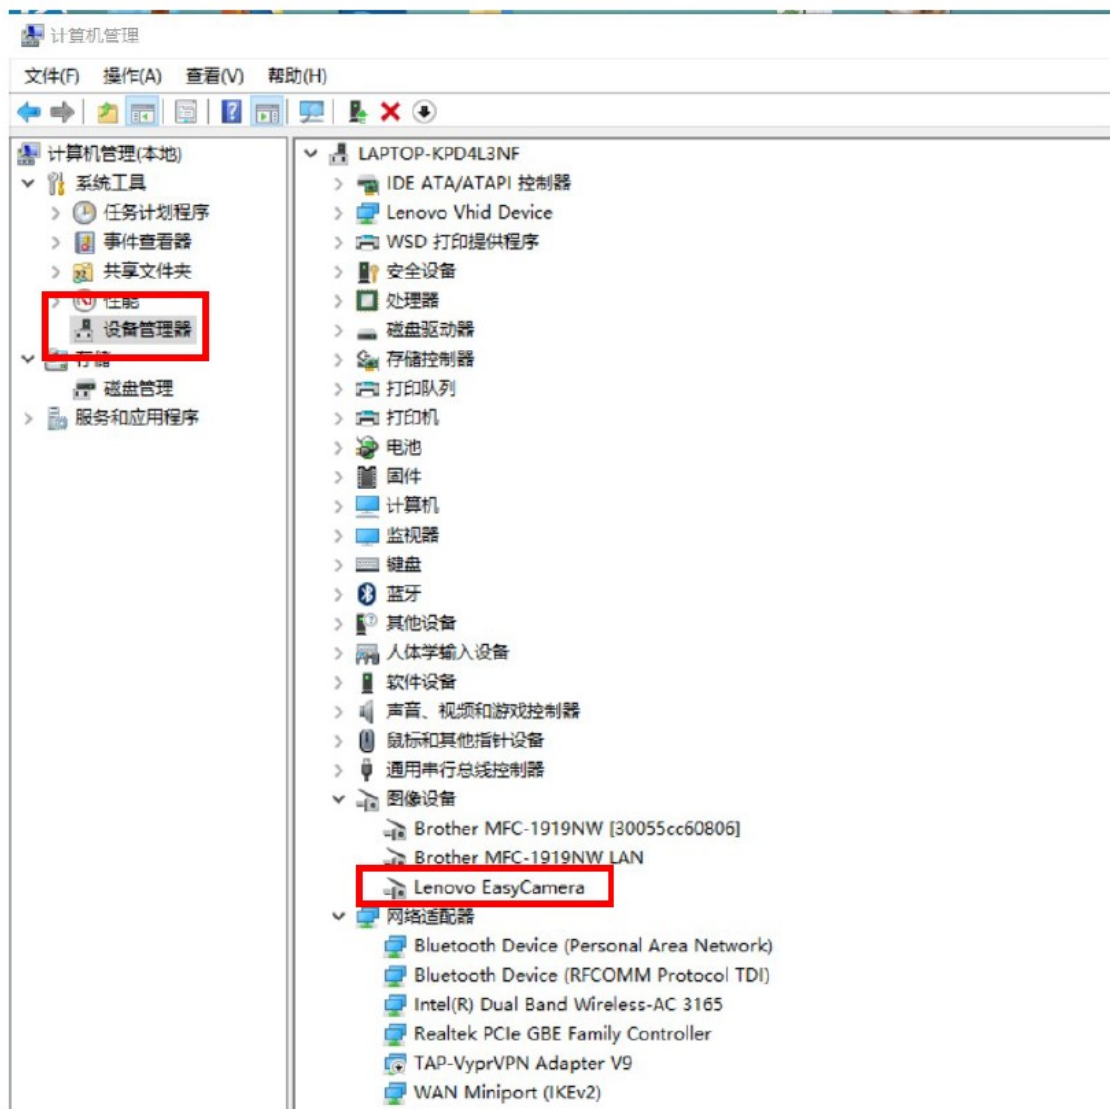 计算机管理
文件(F) 操作(A) 查看(V) 帮助(H)
计算机管理(本地)
系统工具
任务计划程序
事件查看器
共享文件夹
性能
设备管理器
存储
磁盘管理
服务和应用程序
LAPTOP-KPD4L3NF
IDE ATA/ATAPI 控制器
Lenovo Vhid Device
WSD 打印提供程序
安全设备
处理器
磁盘驱动器
存储控制器
打印队列
打印机
电池
固件
计算机
监视器
键盘
蓝牙
其他设备
人体学输入设备
软件设备
声音、视频和游戏控制器
鼠标和其他指针设备
通用串行总线控制器
图像设备
Brother MFC-1919NW [30055cc60806]
Brother MFC-1919NW LAN
Lenovo EasyCamera
网络适配器
Bluetooth Device (Personal Area Network)
Bluetooth Device (RFCOMM Protocol TDI)
Intel(R) Dual Band Wireless-AC 3165
Realtek PCIe GBE Family Controller
TAP-VyprVPN Adapter V9
WAN Miniport (IKEv2)